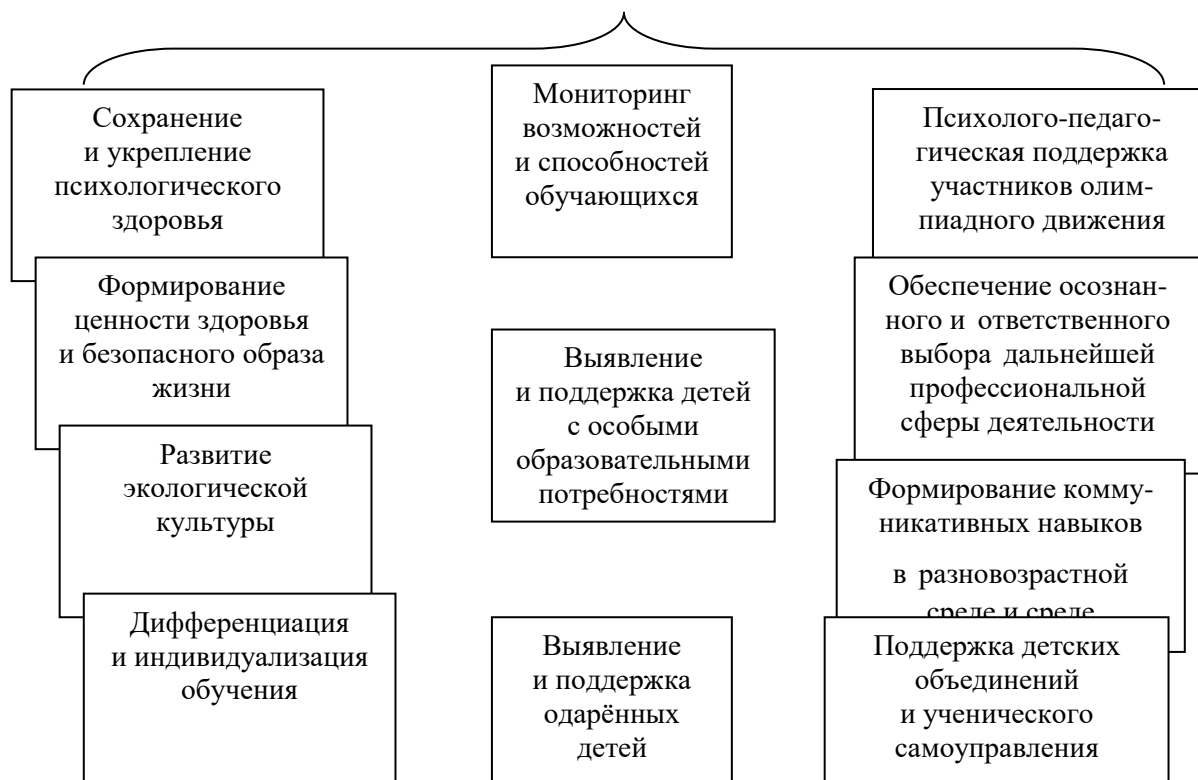 Сохранение
и укрепление
психологического
здоровья
Формирование
ценности здоровья
и безопасного образа
жизни
Развитие
экологической
культуры
Дифференциация
и индивидуализация
обучения
Мониторинг
возможностей
и способностей
обучающихся
Выявление
и поддержка детей
с особыми
образовательными
потребностями
Выявление
и поддержка
одарённых
детей
Психолого-педаго-
гическая поддержка
участников олим-
пиадного движения
Обеспечение осознан-
ного и ответственного
выбора дальнейшей
профессиональной
сферы деятельности
Формирование комму-
никативных навыков
в разновозрастной
среде и среде
Поддержка детских
объединений
и ученического
самоуправления